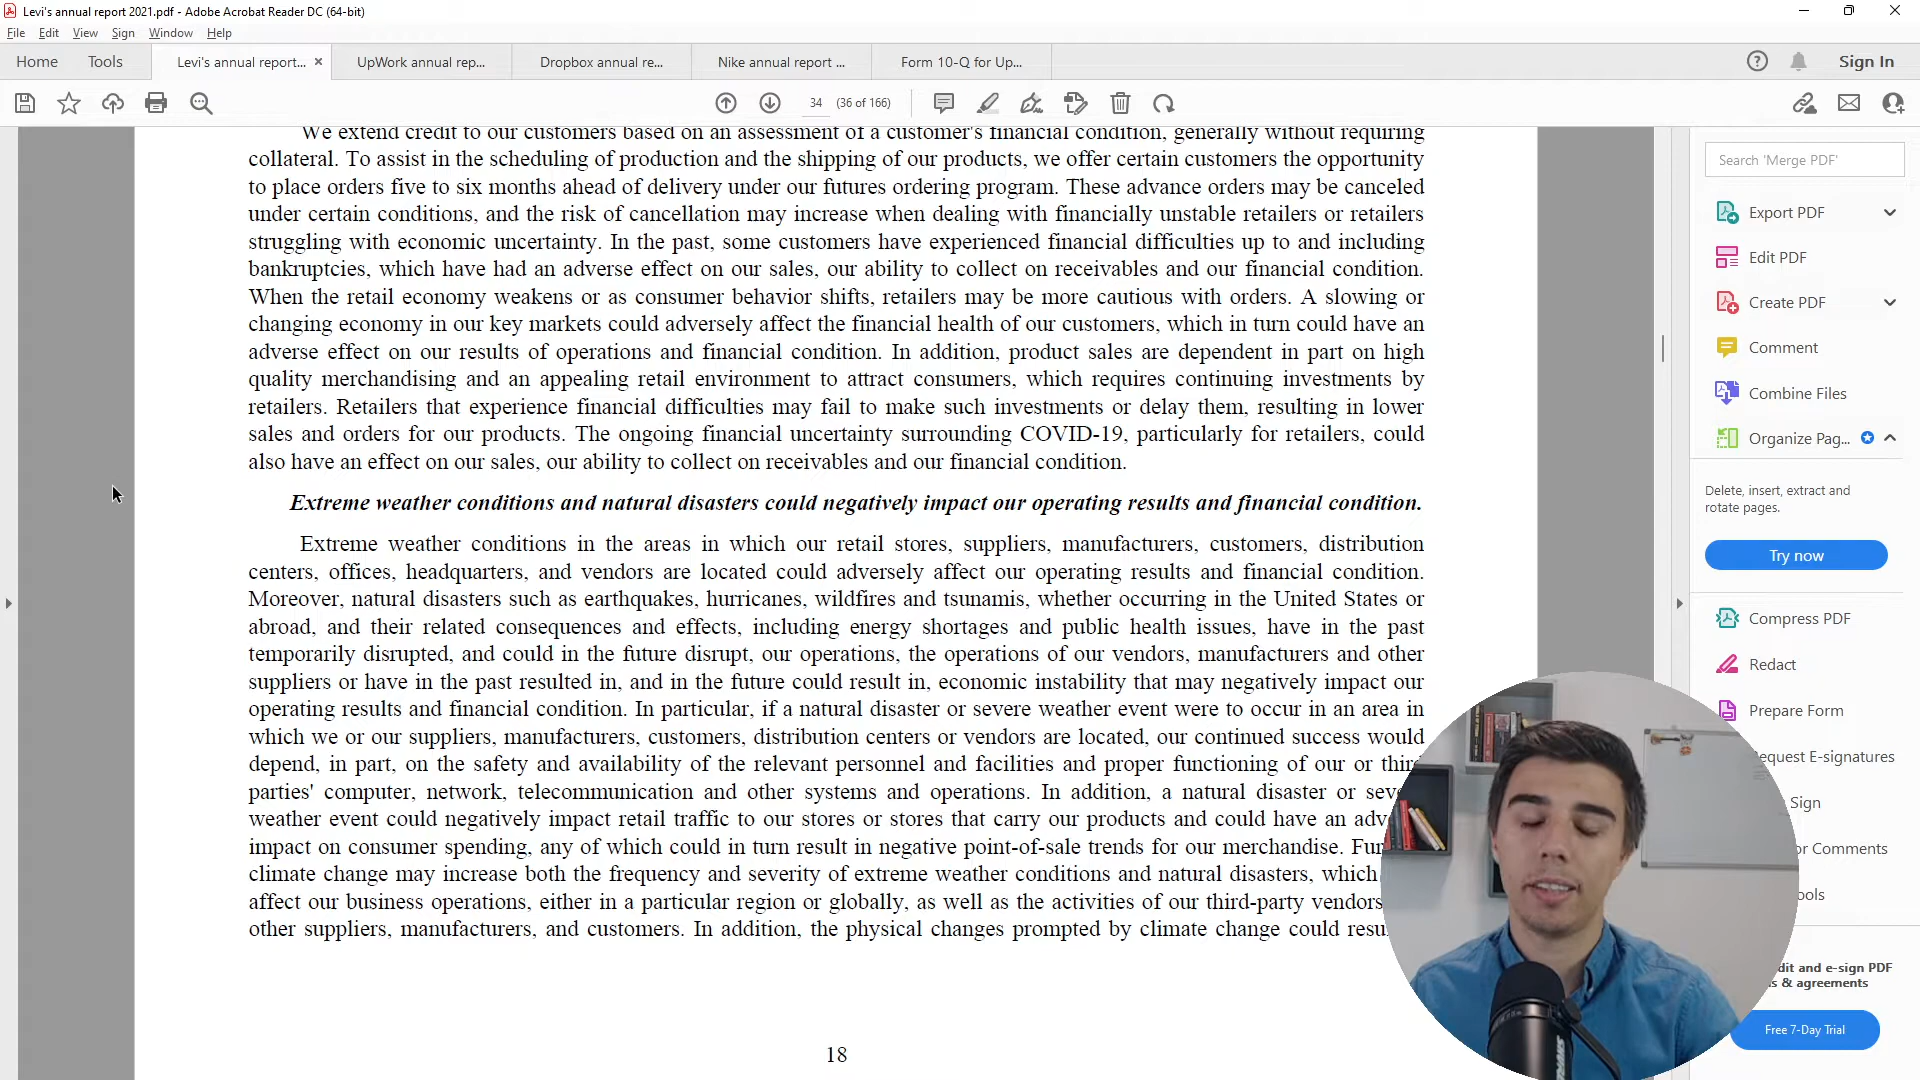 Levi's annual report 2021.pdf - Adobe Acrobat Reader DC (64-bit)
File Edit View Sign Window Help
Home Tools Levi's annual report... × UpWork annual rep... Dropbox annual re... Nike annual report ... Form 10-Q for Up... Sign In
34 (36 of 166)
We extend credit to our customers based on an assessment of a customer's financial condition, generally without requiring
collateral. To assist in the scheduling of production and the shipping of our products, we offer certain customers the opportunity
to place orders five to six months ahead of delivery under our futures ordering program. These advance orders may be canceled
under certain conditions, and the risk of cancellation may increase when dealing with financially unstable retailers or retailers
struggling with economic uncertainty. In the past, some customers have experienced financial difficulties up to and including
bankruptcies, which have had an adverse effect on our sales, our ability to collect on receivables and our financial condition.
When the retail economy weakens or as consumer behavior shifts, retailers may be more cautious with orders. A slowing or
changing economy in our key markets could adversely affect the financial health of our customers, which in turn could have an
adverse effect on our results of operations and financial condition. In addition, product sales are dependent in part on high
quality merchandising and an appealing retail environment to attract consumers, which requires continuing investments by
retailers. Retailers that experience financial difficulties may fail to make such investments or delay them, resulting in lower
sales and orders for our products. The ongoing financial uncertainty surrounding COVID-19, particularly for retailers, could
also have an effect on our sales, our ability to collect on receivables and our financial condition.
Extreme weather conditions and natural disasters could negatively impact our operating results and financial condition.
Extreme weather conditions in the areas in which our retail stores, suppliers, manufacturers, customers, distribution
centers, offices, headquarters, and vendors are located could adversely affect our operating results and financial condition.
Moreover, natural disasters such as earthquakes, hurricanes, wildfires and tsunamis, whether occurring in the United States or
abroad, and their related consequences and effects, including energy shortages and public health issues, have in the past
temporarily disrupted, and could in the future disrupt, our operations, the operations of our vendors, manufacturers and other
suppliers or have in the past resulted in, and in the future could result in, economic instability that may negatively impact our
operating results and financial condition. In particular, if a natural disaster or severe weather event were to occur in an area in
which we or our suppliers, manufacturers, customers, distribution centers or vendors are located, our continued success would
depend, in part, on the safety and availability of the relevant personnel and facilities and proper functioning of our or third
parties' computer, network, telecommunication and other systems and operations. In addition, a natural disaster or
weather event could negatively impact retail traffic to our stores or stores that carry our products and could have an
impact on consumer spending, any of which could in turn result in negative point-of-sale trends for our merchandise.
climate change may increase both the frequency and severity of extreme weather conditions and natural disasters, which
affect our business operations, either in a particular region or globally, as well as the activities of our third-party vendors
other suppliers, manufacturers, and customers. In addition, the physical changes prompted by climate change could
18
Search 'Merge PDF'
Export PDF
Edit PDF
Create PDF
Comment
Combine Files
Organize Pag...
Delete, insert, extract and
rotate pages.
Try now
Compress PDF
Redact
Prepare Form
equest E-signatures
Sign
or Comments
ools
dit and e-sign PDF
s & agreements
Free 7-Day Trial